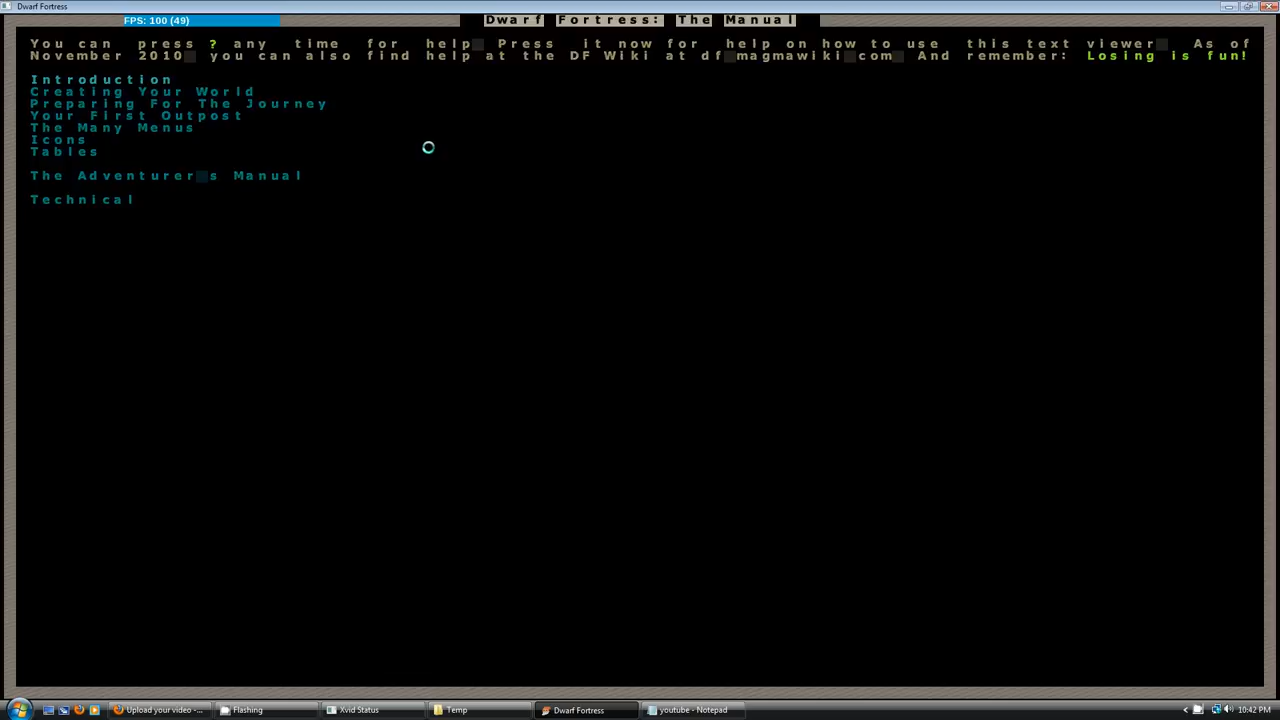 Dwarf Fortress
FPS: 100 (49)
Dwarf Fortress: The Manual
You can press ? any time for help Press it now for help on how to use this text viewer As of
November 2010 you can also find help at the DF Wiki at df magmawiki com And remember: Losing is fun!
Introduction
Creating Your World
Preparing For The Journey
Your First Outpost
The Many Menus
Icons
Tables
The Adventurer s Manual
Technical
Upload your video -...
Flashing
Xvid Status
Temp
Dwarf Fortress
youtube - Notepad
10:42 PM